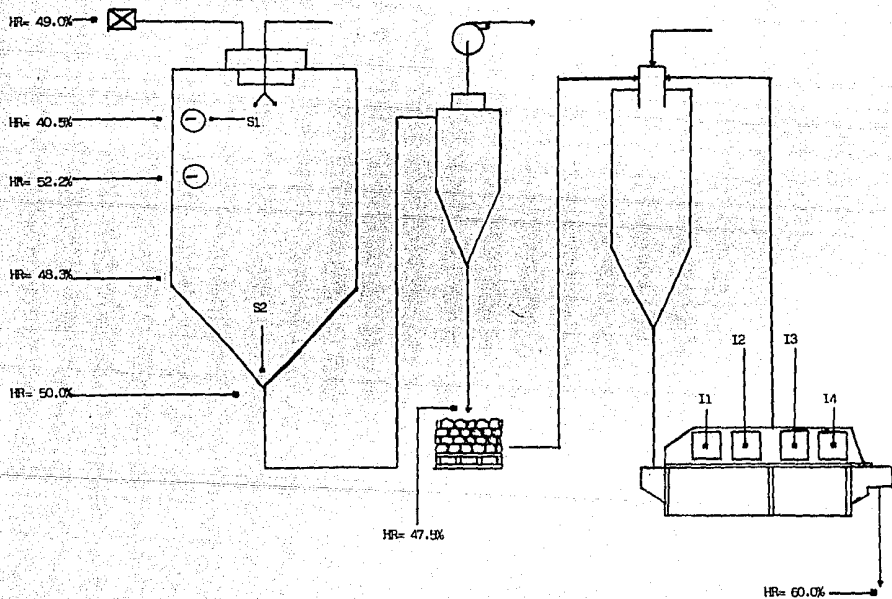 HR= 49.0%
HR= 40.5%
S1
HR= 52.2%
HR= 48.3%
S2
HR= 50.0%
I2
I3
I1
I4
HR= 47.9%
HR= 60.0%